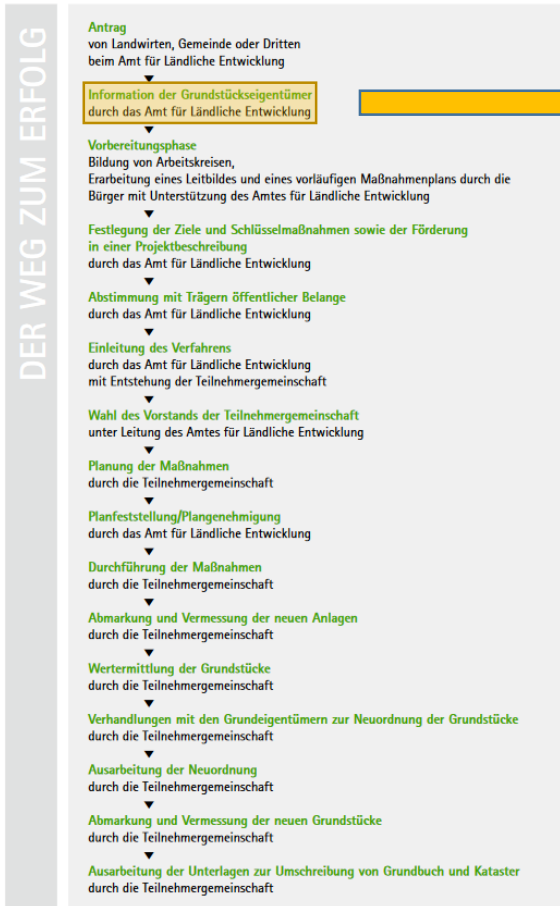 DER WEG ZUM ERFOLG
Antrag
von Landwirten, Gemeinde oder Dritten
beim Amt für Ländliche Entwicklung
▼
Information der Grundstückseigentümer
durch das Amt für Ländliche Entwicklung
▼
Vorbereitungsphase
Bildung von Arbeitskreisen,
Erarbeitung eines Leitbildes und eines vorläufigen Maßnahmenplans durch die
Bürger mit Unterstützung des Amtes für Ländliche Entwicklung
▼
Festlegung der Ziele und Schlüsselmaßnahmen sowie der Förderung
in einer Projektbeschreibung
durch das Amt für Ländliche Entwicklung
▼
Abstimmung mit Trägern öffentlicher Belange
durch das Amt für Ländliche Entwicklung
▼
Einleitung des Verfahrens
durch das Amt für Ländliche Entwicklung
mit Entstehung der Teilnehmergemeinschaft
▼
Wahl des Vorstands der Teilnehmergemeinschaft
unter Leitung des Amtes für Ländliche Entwicklung
▼
Planung der Maßnahmen
durch die Teilnehmergemeinschaft
▼
Planfeststellung/Plangenehmigung
durch das Amt für Ländliche Entwicklung
▼
Durchführung der Maßnahmen
durch die Teilnehmergemeinschaft
▼
Abmarkung und Vermessung der neuen Anlagen
durch die Teilnehmergemeinschaft
▼
Wertermittlung der Grundstücke
durch die Teilnehmergemeinschaft
▼
Verhandlungen mit den Grundeigentümern zur Neuordnung der Grundstücke
durch die Teilnehmergemeinschaft
▼
Ausarbeitung der Neuordnung
durch die Teilnehmergemeinschaft
▼
Abmarkung und Vermessung der neuen Grundstücke
durch die Teilnehmergemeinschaft
▼
Ausarbeitung der Unterlagen zur Umschreibung von Grundbuch und Kataster
durch die Teilnehmergemeinschaft